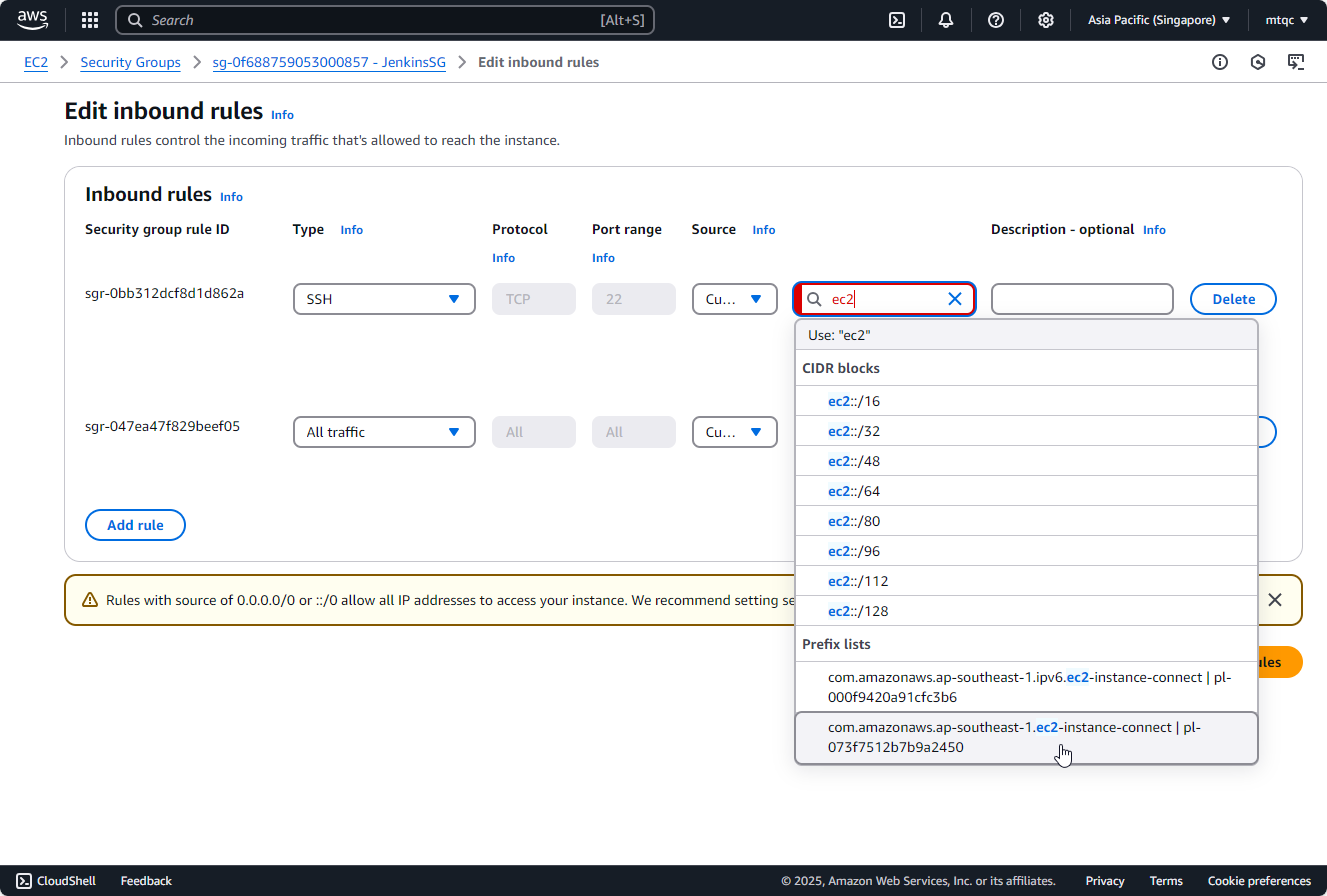 aws
Search
[Alt+S]
Asia Pacific (Singapore)
mtqc
EC2
Security Groups
sg-0f688759053000857 - JenkinsSG
Edit inbound rules
Edit inbound rules Info
Inbound rules control the incoming traffic that's allowed to reach the instance.
Inbound rules Info
Security group rule ID
Type Info
Protocol
Info
Port range
Info
Source Info
Description - optional Info
sgr-0bb312dcf8d1d862a
SSH
TCP
22
Cu...
ec2
Delete
Use: "ec2"
CIDR blocks
ec2::/16
ec2::/32
ec2::/48
ec2::/64
ec2::/80
ec2::/96
ec2::/112
ec2::/128
Prefix lists
com.amazonaws.ap-southeast-1.ipv6.ec2-instance-connect | pl-
000f9420a91cfc3b6
com.amazonaws.ap-southeast-1.ec2-instance-connect | pl-
073f7512b7b9a2450
sgr-047ea47f829beef05
All traffic
All
All
Cu...
Add rule
Rules with source of 0.0.0.0/0 or ::/0 allow all IP addresses to access your instance. We recommend setting se
ules
CloudShell
Feedback
© 2025, Amazon Web Services, Inc. or its affiliates.
Privacy
Terms
Cookie preferences